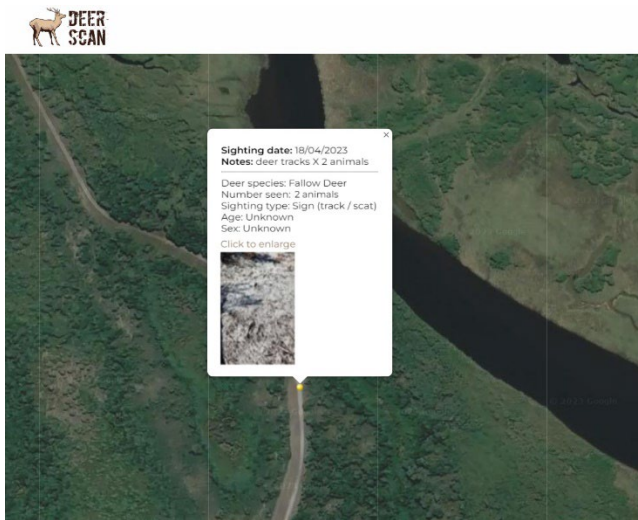 DEER
SCAN
×
Sighting date: 18/04/2023
Notes: deer tracks X 2 animals
Deer species: Fallow Deer
Number seen: 2 animals
Sighting type: Sign (track / scat)
Age: Unknown
Sex: Unknown
Click to enlarge